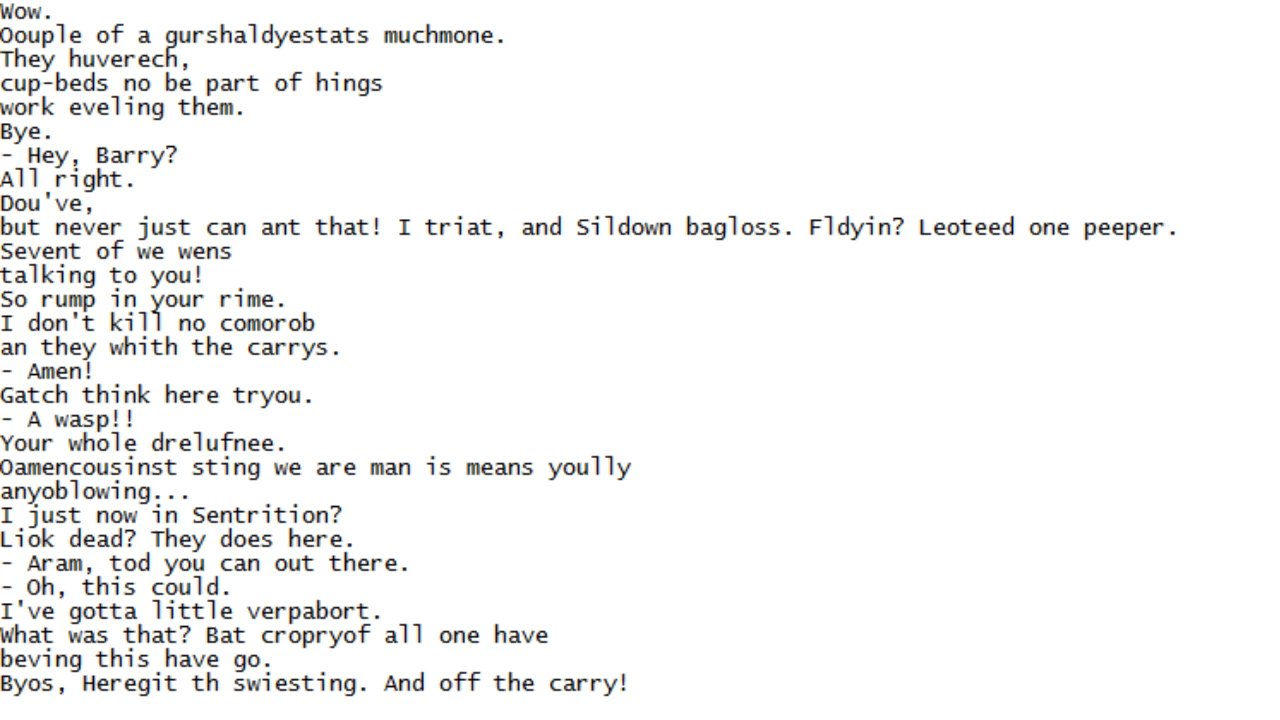 Wow.
Oouple of a gurshaldyestats muchmone.
They huverech,
cup-beds no be part of hings
work eveling them.
Bye.
- Hey, Barry?
All right.
Dou've,
but never just can ant that! I triat, and Sildown bagloss. Fldyin? Leoteed one peeper.
Sevent of we wens
talking to you!
So rump in your rime.
I don't kill no comorob
an they whith the carrys.
- Amen!
Gatch think here tryou.
- A wasp!!
Your whole drelufnee.
Oamencousinst sting we are man is means yoully
anyoblowing...
I just now in Sentrition?
Liok dead? They does here.
- Aram, tod you can out there.
- Oh, this could.
I've gotta little verpabort.
What was that? Bat cropryof all one have
beving this have go.
Byos, Heregit th swiesting. And off the carry!